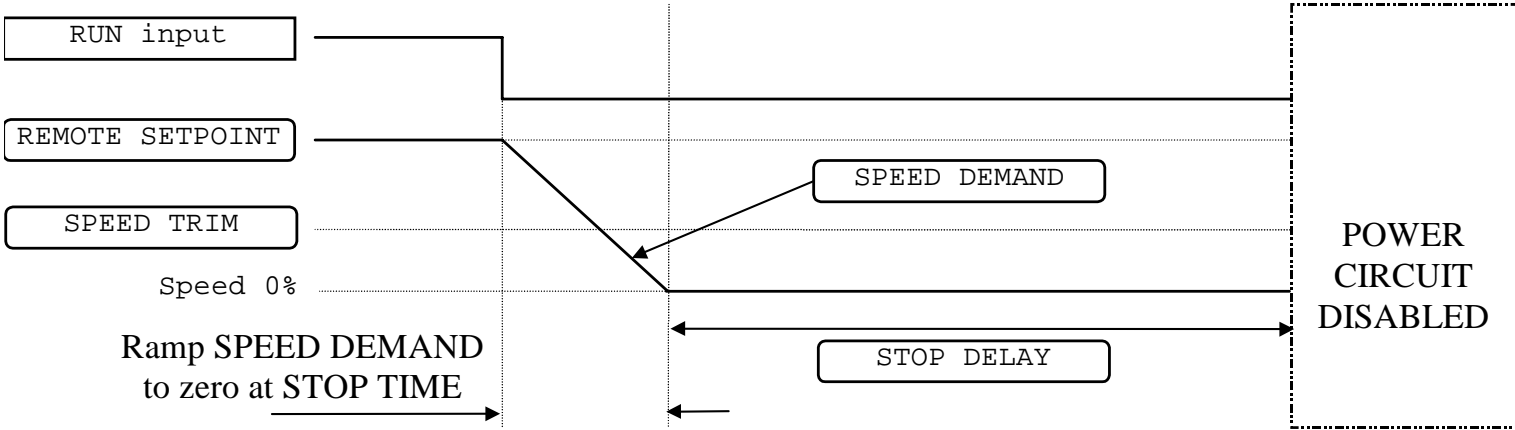 RUN input
REMOTE SETPOINT
SPEED DEMAND
SPEED TRIM
Speed 0%
POWER
CIRCUIT
DISABLED
Ramp SPEED DEMAND
to zero at STOP TIME
STOP DELAY